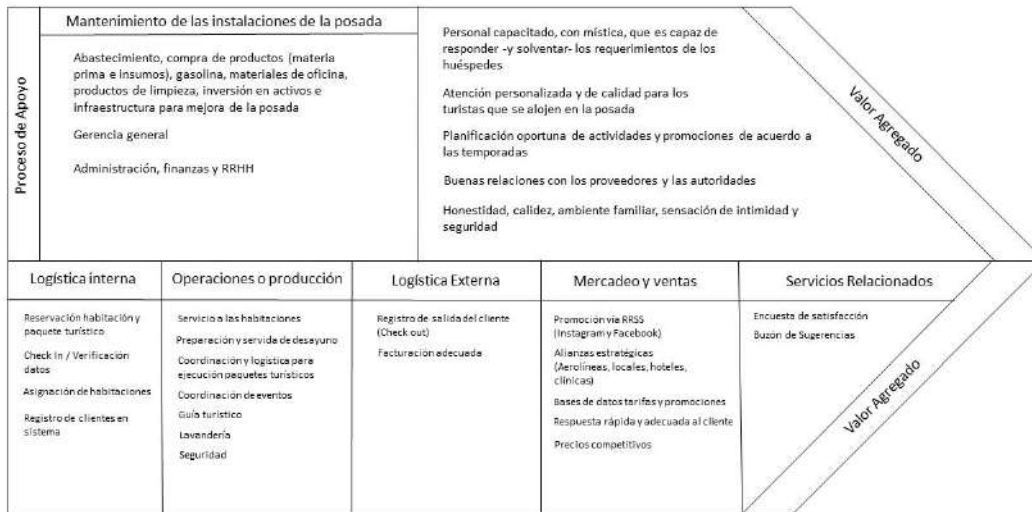 Proceso de Apoyo
Mantenimiento de las instalaciones de la posada
Abastecimiento, compra de productos (materia
prima e insumos), gasolina, materiales de oficina,
productos de limpieza, inversión en activos e
infraestructura para mejora de la posada
Gerencia general
Administración, finanzas y RRHH
Personal capacitado, con mística, que es capaz de
responder -y solventar- los requerimientos de los
huéspedes
Atención personalizada y de calidad para los
turistas que se alojen en la posada
Planificación oportuna de actividades y promociones de acuerdo a
las temporadas
Buenas relaciones con los proveedores y las autoridades
Honestidad, calidez, ambiente familiar, sensación de intimidad y
seguridad
Valor Agregado
Logística interna
Reservación habitación y
paquete turístico
Check In / Verificación
datos
Asignación de habitaciones
Registro de clientes en
sistema
Operaciones o producción
Servicio a las habitaciones
Preparación y servida de desayuno
Coordinación y logística para
ejecución paquetes turísticos
Coordinación de eventos
Guía turístico
Lavandería
Seguridad
Logística Externa
Registro de salida del cliente
(Check out)
Facturación adecuada
Mercadeo y ventas
Promoción vía RRSS
(Instagram y Facebook)
Alianzas estratégicas
(Aerolíneas, locales, hoteles,
clínicas)
Bases de datos tarifas y promociones
Respuesta rápida y adecuada al cliente
Precios competitivos
Servicios Relacionados
Encuesta de satisfacción
Buzón de Sugerencias
Valor Agregado